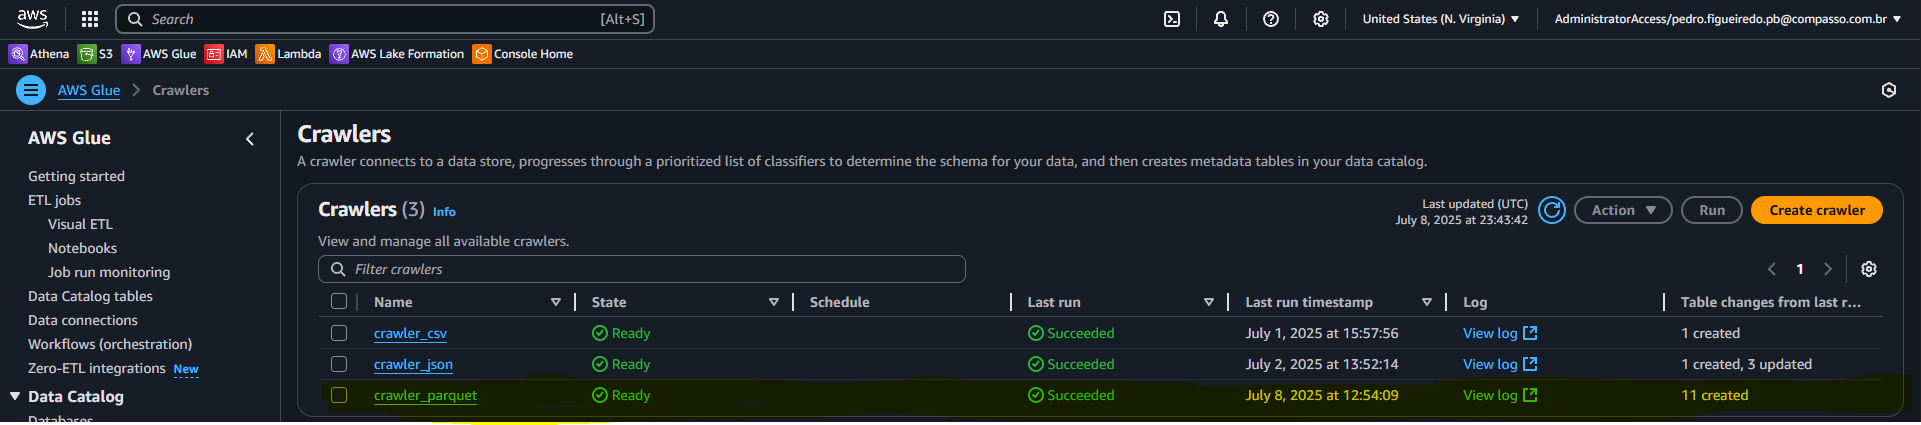 aws Search [Alt+S] United States (N. Virginia) AdministratorAccess/pedro.figueiredo.pb@compasso.com.br
Athena S3 AWS Glue IAM Lambda AWS Lake Formation Console Home
AWS Glue Crawlers
AWS Glue
Getting started
ETL jobs
Visual ETL
Notebooks
Job run monitoring
Data Catalog tables
Data connections
Workflows (orchestration)
Zero-ETL integrations New
Data Catalog
Databases
Crawlers
A crawler connects to a data store, progresses through a prioritized list of classifiers to determine the schema for your data, and then creates metadata tables in your data catalog.
Crawlers (3) Info
Last updated (UTC)
July 8, 2025 at 23:43:42
Action Run Create crawler
View and manage all available crawlers.
Filter crawlers
1
Name State Schedule Last run Last run timestamp Log Table changes from last r...
crawler_csv Ready Succeeded July 1, 2025 at 15:57:56 View log 1 created
crawler_json Ready Succeeded July 2, 2025 at 13:52:14 View log 1 created, 3 updated
crawler_parquet Ready Succeeded July 8, 2025 at 12:54:09 View log 11 created